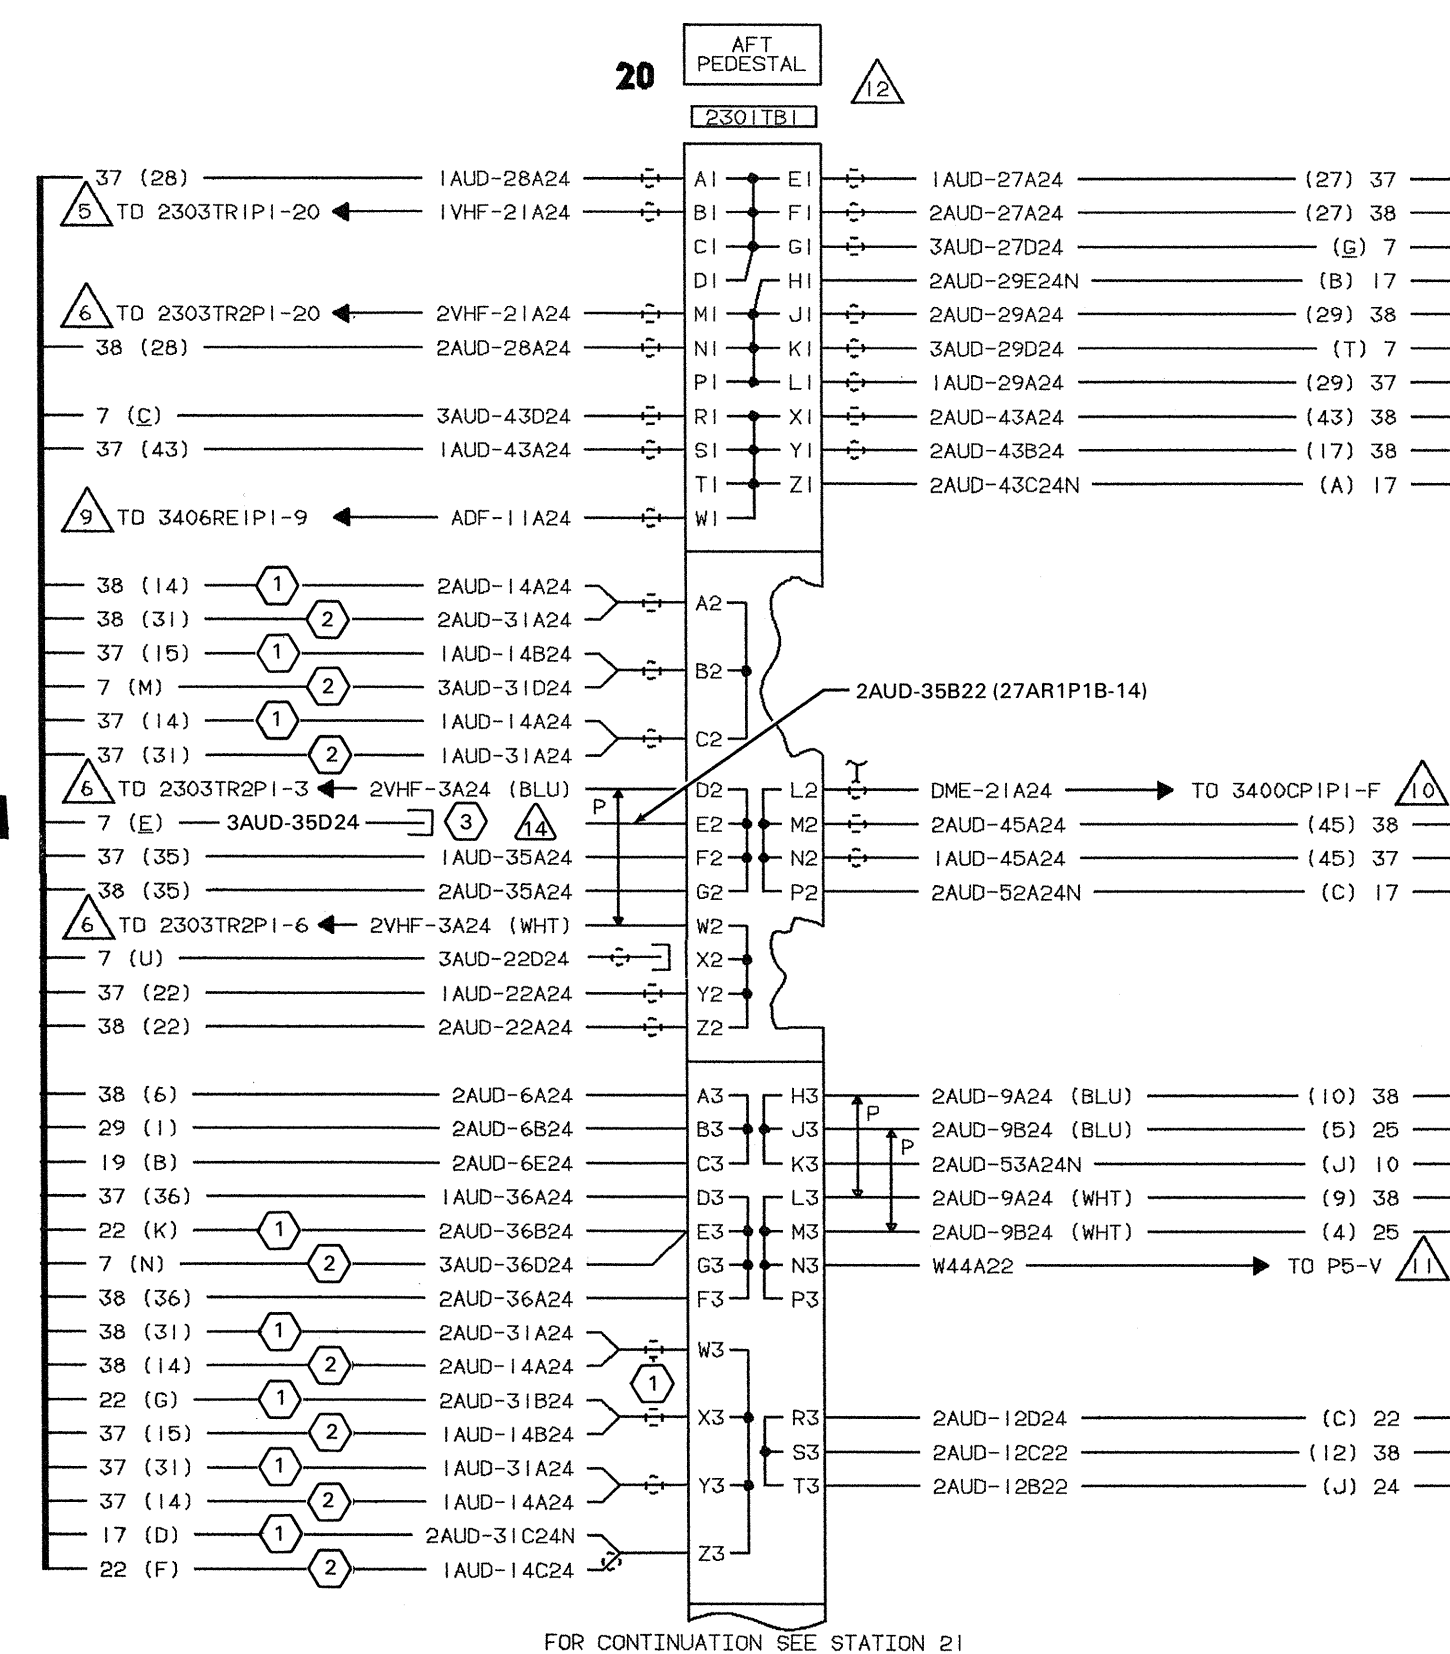 AFT
PEDESTAL
20
12
2301TB1
37 (28) 1AUD-28A24 A1 E1 1AUD-27A24 (27) 37
5 TO 2303TR1P1-20 1VHF-21A24 B1 F1 2AUD-27A24 (27) 38
C1 G1 3AUD-27D24 (G) 7
D1 H1 2AUD-29E24N (B) 17
6 TO 2303TR2P1-20 2VHF-21A24 M1 J1 2AUD-29A24 (29) 38
38 (28) 2AUD-28A24 N1 K1 3AUD-29D24 (T) 7
P1 L1 1AUD-29A24 (29) 37
7 (C) 3AUD-43D24 R1 X1 2AUD-43A24 (43) 38
37 (43) 1AUD-43A24 S1 Y1 2AUD-43B24 (17) 38
T1 Z1 2AUD-43C24N (A) 17
9 TO 3406RE1P1-9 ADF-11A24 W1
38 (14) 1 2AUD-14A24
A2
38 (31) 2 2AUD-31A24
37 (15) 1 1AUD-14B24
B2
7 (M) 2 3AUD-31D24
2AUD-35B22 (27AR1P1B-14)
37 (14) 1 1AUD-14A24
C2
37 (31) 2 1AUD-31A24
6 TO 2303TR2P1-3 2VHF-3A24 (BLU) P D2 L2 DME-21A24 TO 3400CP1P1-F 10
7 (E) 3AUD-35D24 3 14 E2 M2 2AUD-45A24 (45) 38
37 (35) 1AUD-35A24 F2 N2 1AUD-45A24 (45) 37
38 (35) 2AUD-35A24 G2 P2 2AUD-52A24N (C) 17
6 TO 2303TR2P1-6 2VHF-3A24 (WHT) W2
7 (U) 3AUD-22D24 X2
37 (22) 1AUD-22A24 Y2
38 (22) 2AUD-22A24 Z2
38 (6) 2AUD-6A24 A3 H3 P 2AUD-9A24 (BLU) (10) 38
29 (1) 2AUD-6B24 B3 J3 P 2AUD-9B24 (BLU) (5) 25
19 (B) 2AUD-6E24 C3 K3 2AUD-53A24N (J) 10
37 (36) 1AUD-36A24 D3 L3 2AUD-9A24 (WHT) (9) 38
22 (K) 1 2AUD-36B24 E3 M3 2AUD-9B24 (WHT) (4) 25
7 (N) 2 3AUD-36D24 G3 N3 W44A22 TO P5-V 11
38 (36) 2AUD-36A24 F3 P3
38 (31) 1 2AUD-31A24
W3
38 (14) 2 2AUD-14A24
1
22 (G) 1 2AUD-31B24
X3 R3 2AUD-12D24 (C) 22
37 (15) 2 1AUD-14B24
S3 2AUD-12C22 (12) 38
37 (31) 1 1AUD-31A24
Y3 T3 2AUD-12B22 (J) 24
37 (14) 2 1AUD-14A24
17 (D) 1 2AUD-31C24N
Z3
22 (F) 2 1AUD-14C24
FOR CONTINUATION SEE STATION 21